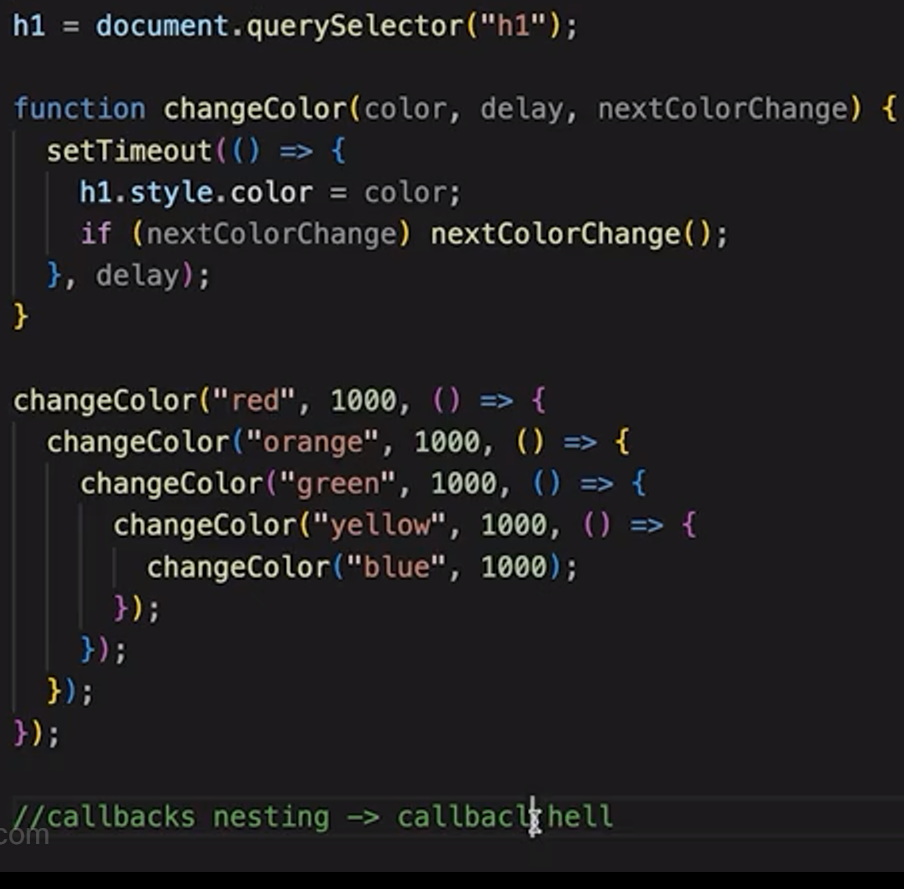 h1 = document.querySelector("h1");
function changeColor(color, delay, nextColorChange) {
setTimeout(() => {
h1.style.color = color;
if (nextColorChange) nextColorChange();
}, delay);
}
changeColor("red", 1000, () => {
changeColor("orange", 1000, () => {
changeColor("green", 1000, () => {
changeColor("yellow", 1000, () => {
changeColor("blue", 1000);
});
});
});
});
//callbacks nesting -> callback hell
com